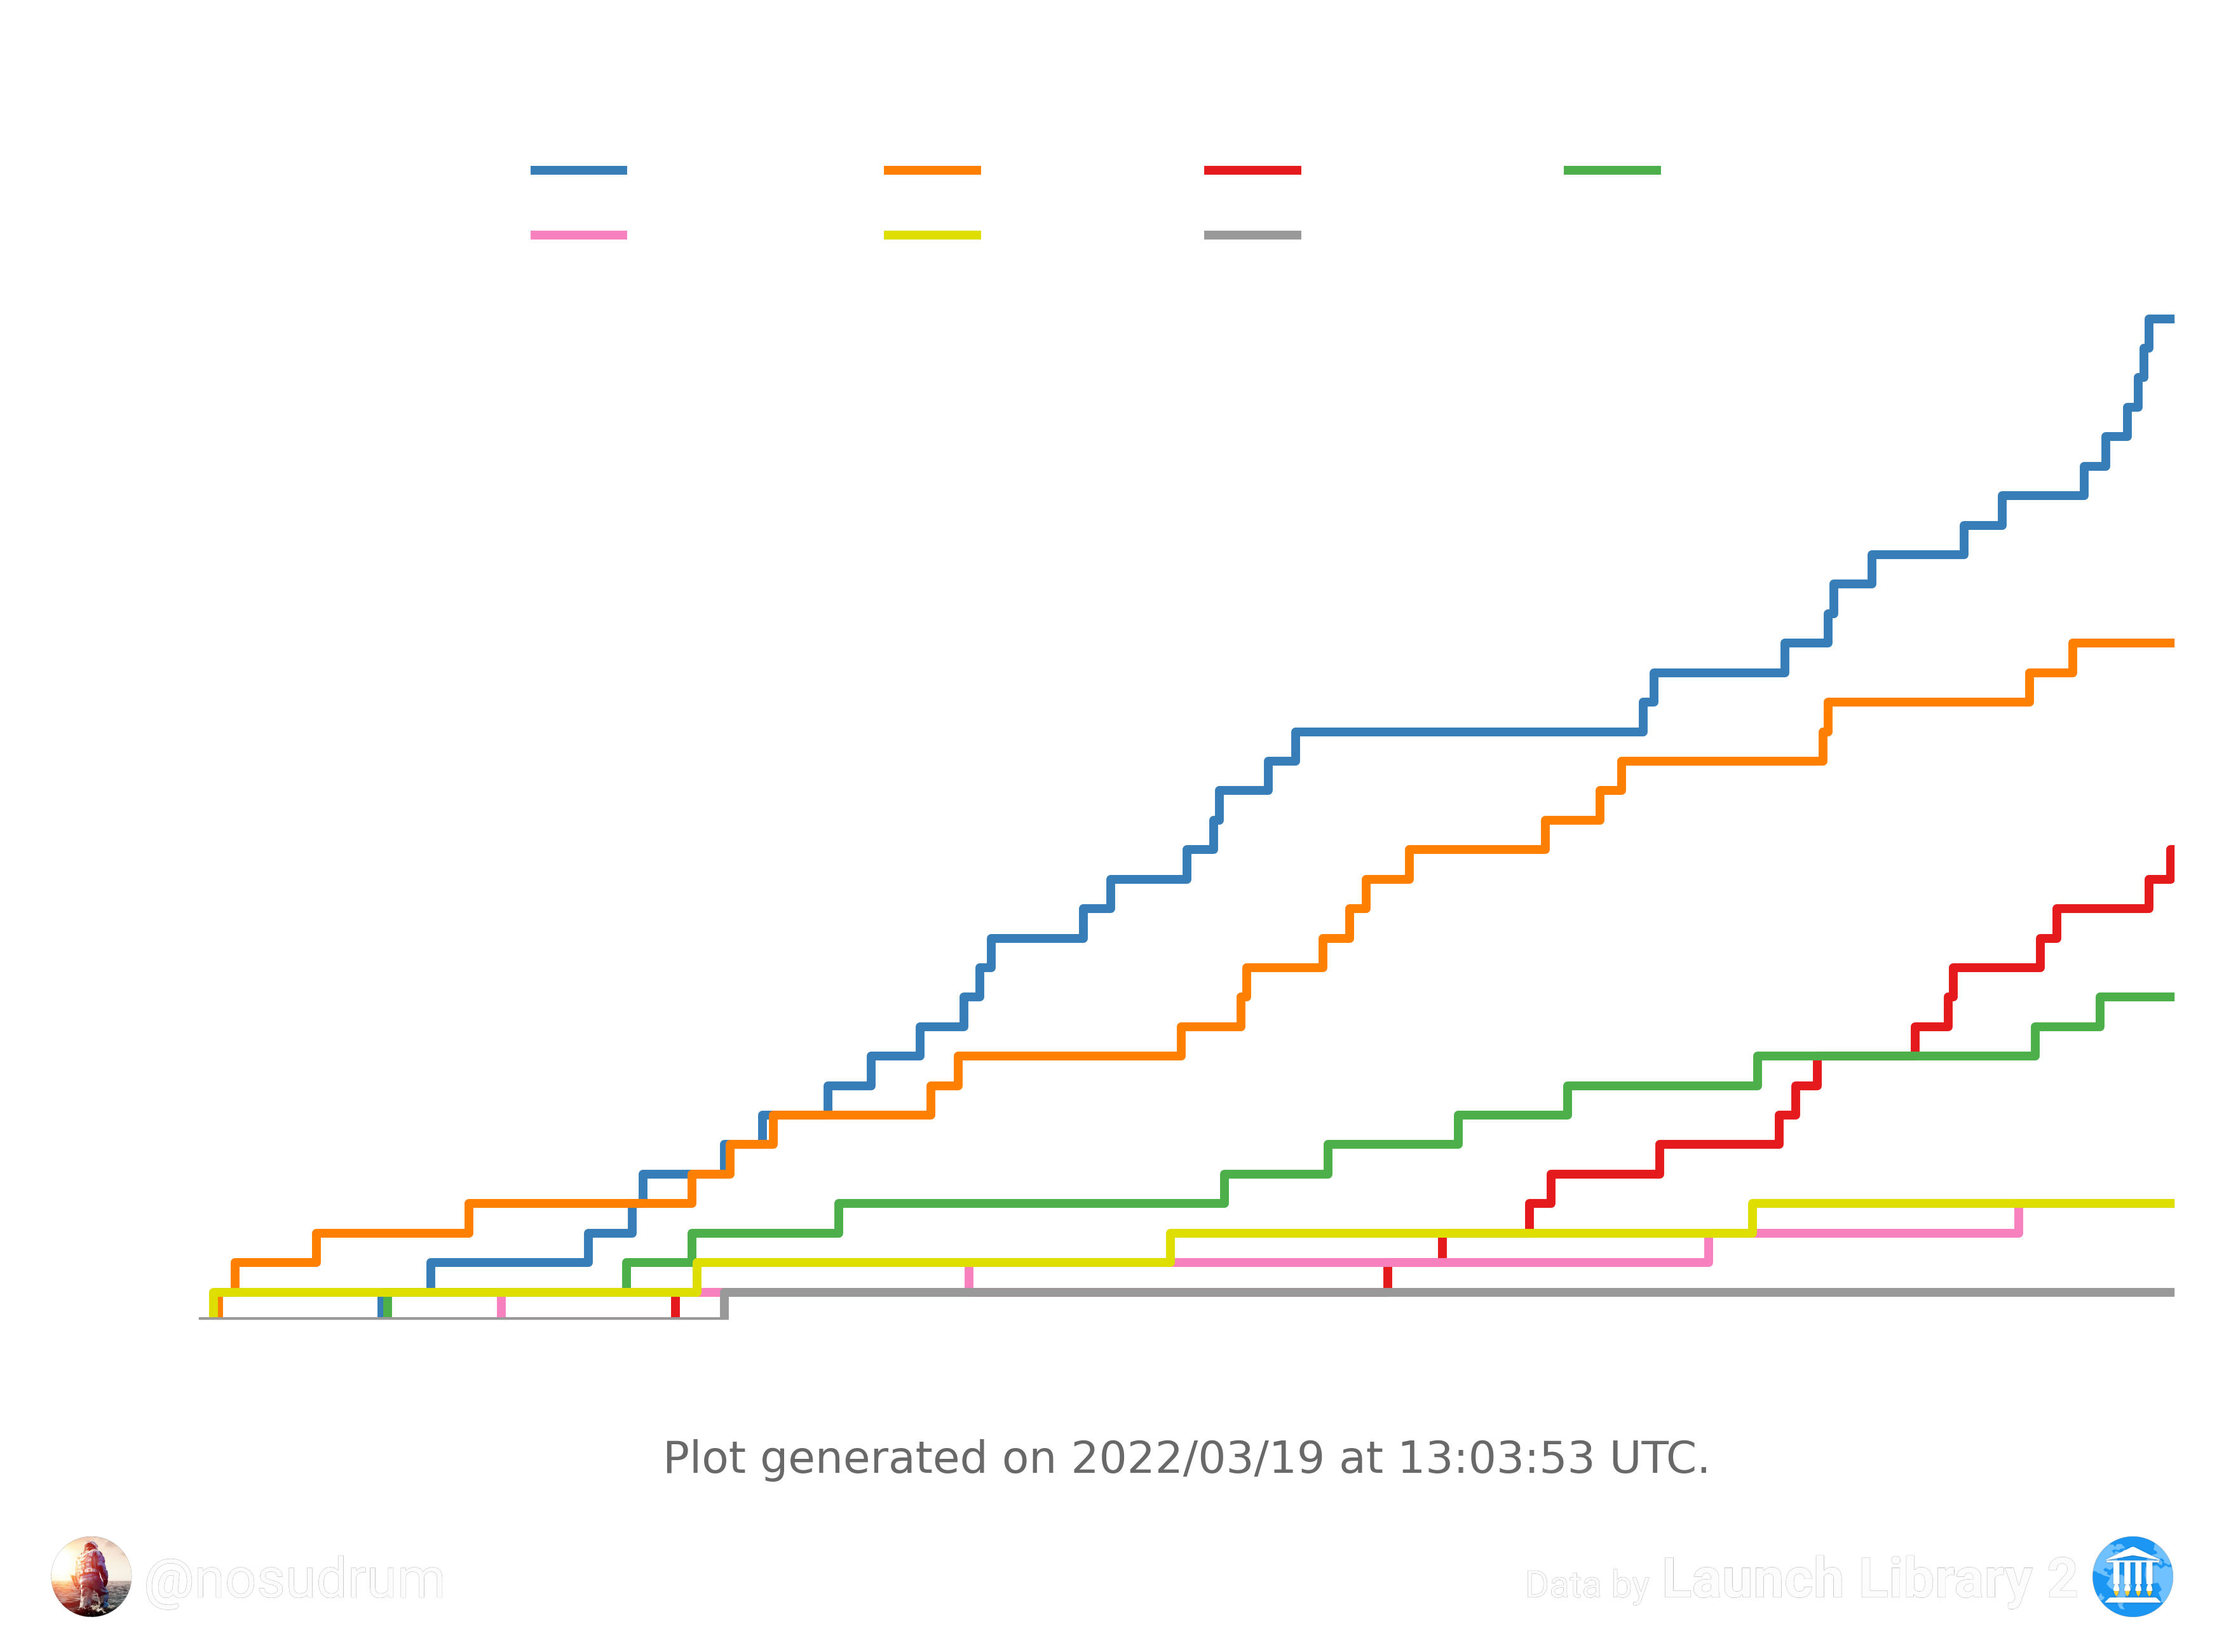 Plot generated on 2022/03/19 at 13:03:53 UTC.
@nosudrum
Data by Launch Library 2